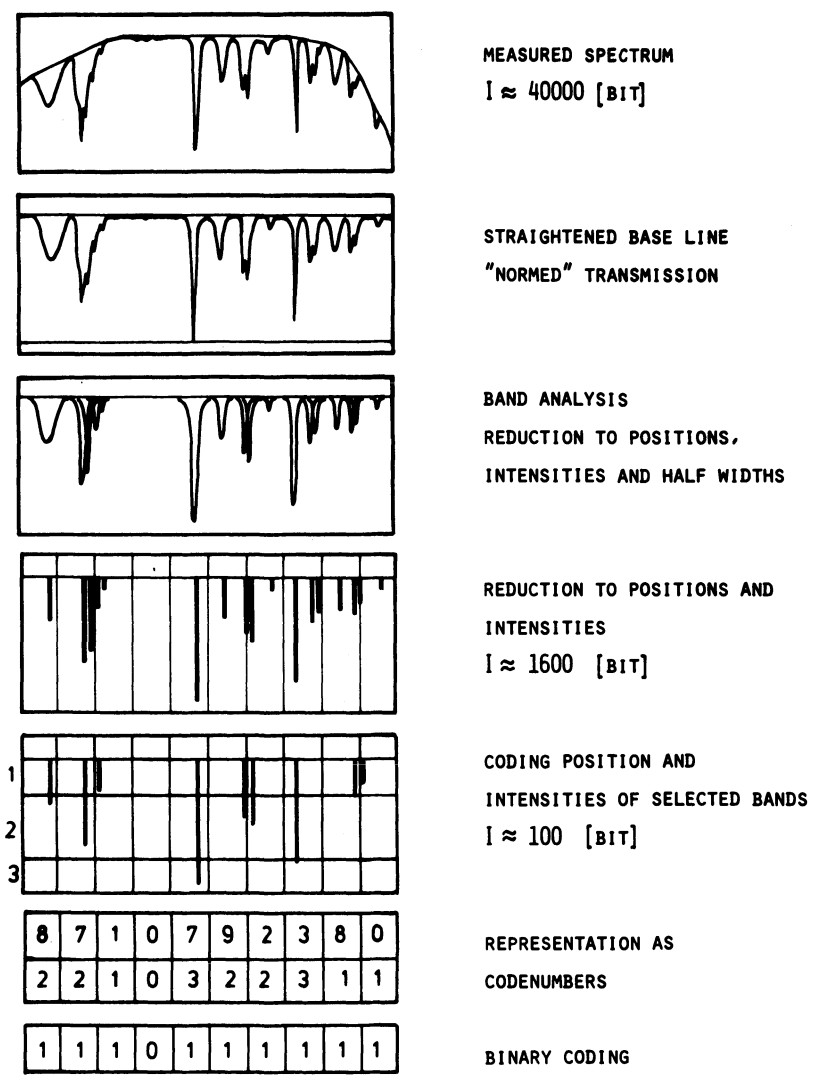 MEASURED SPECTRUM
I ≈ 40000 [BIT]
STRAIGHTENED BASE LINE
"NORMED" TRANSMISSION
BAND ANALYSIS
REDUCTION TO POSITIONS,
INTENSITIES AND HALF WIDTHS
REDUCTION TO POSITIONS AND
INTENSITIES
I ≈ 1600 [BIT]
1
2
3
CODING POSITION AND
INTENSITIES OF SELECTED BANDS
I ≈ 100 [BIT]
8 7 1 0 7 9 2 3 8 0
2 2 1 0 3 2 2 3 1 1
REPRESENTATION AS
CODENUMBERS
1 1 1 0 1 1 1 1 1 1
BINARY CODING